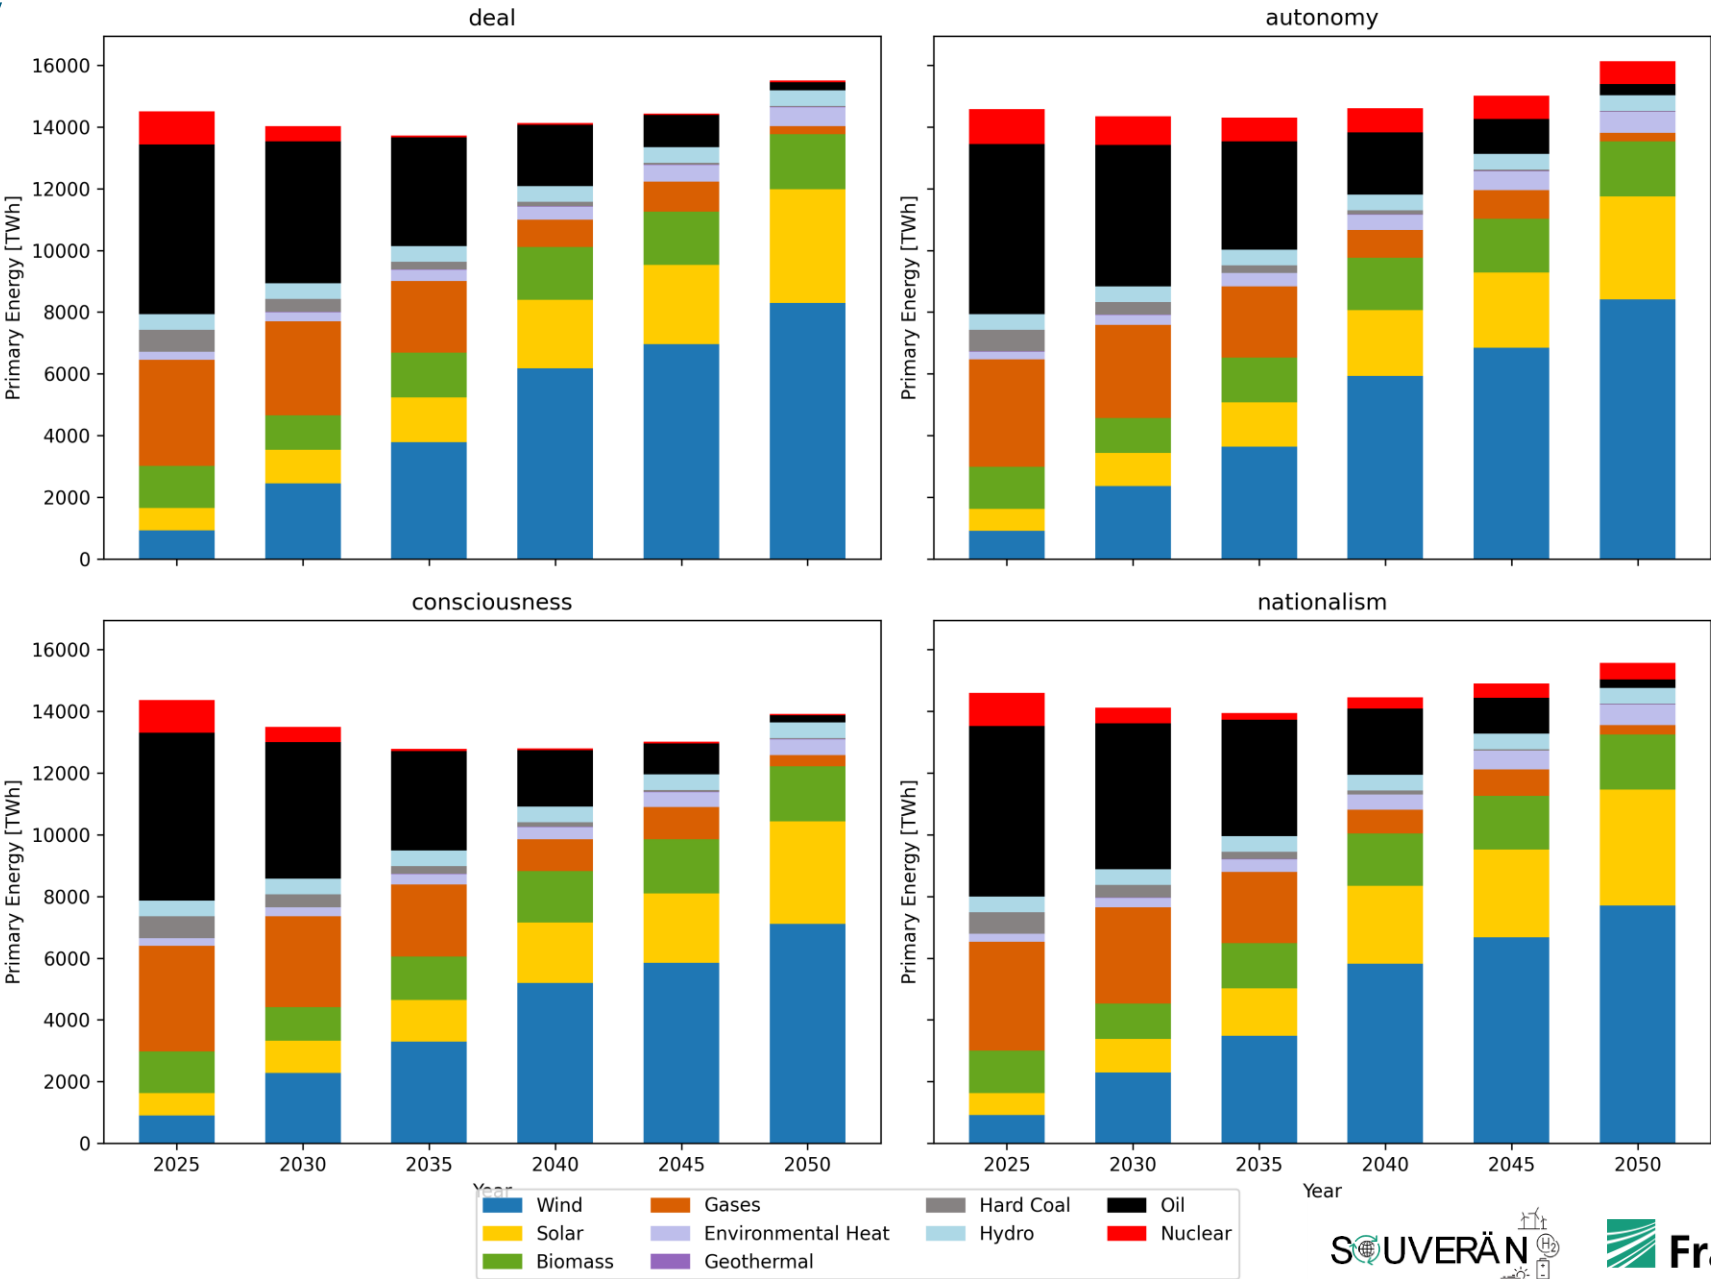 deal
autonomy
16000
14000
12000
10000
8000
6000
4000
2000
0
Primary Energy [TWh]
Primary Energy [TWh]
consciousness
nationalism
16000
14000
12000
10000
8000
6000
4000
2000
0
Primary Energy [TWh]
Primary Energy [TWh]
2025 2030 2035 2040 2045 2050
2025 2030 2035 2040 2045 2050
Year
Year
Wind Gases Hard Coal Oil
Solar Environmental Heat Hydro Nuclear
Biomass Geothermal
SOUVERÄN
H2
Fra